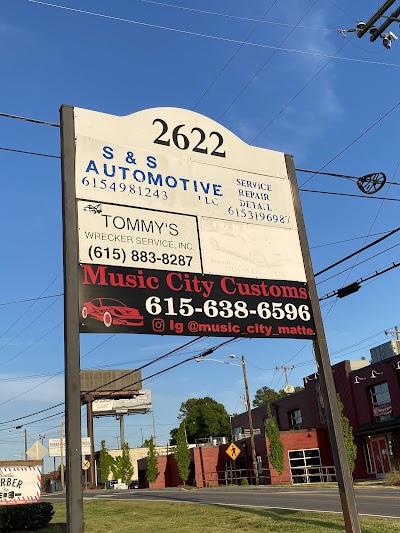 2622
S & S
AUTOMOTIVE LLC
6154981243
SERVICE
REPAIR
DETAIL
6153196987
TOMMY'S
WRECKER SERVICE, INC.
(615) 883-8287
Music City Customs
615-638-6596
Ig @music_city_matte
BARBER